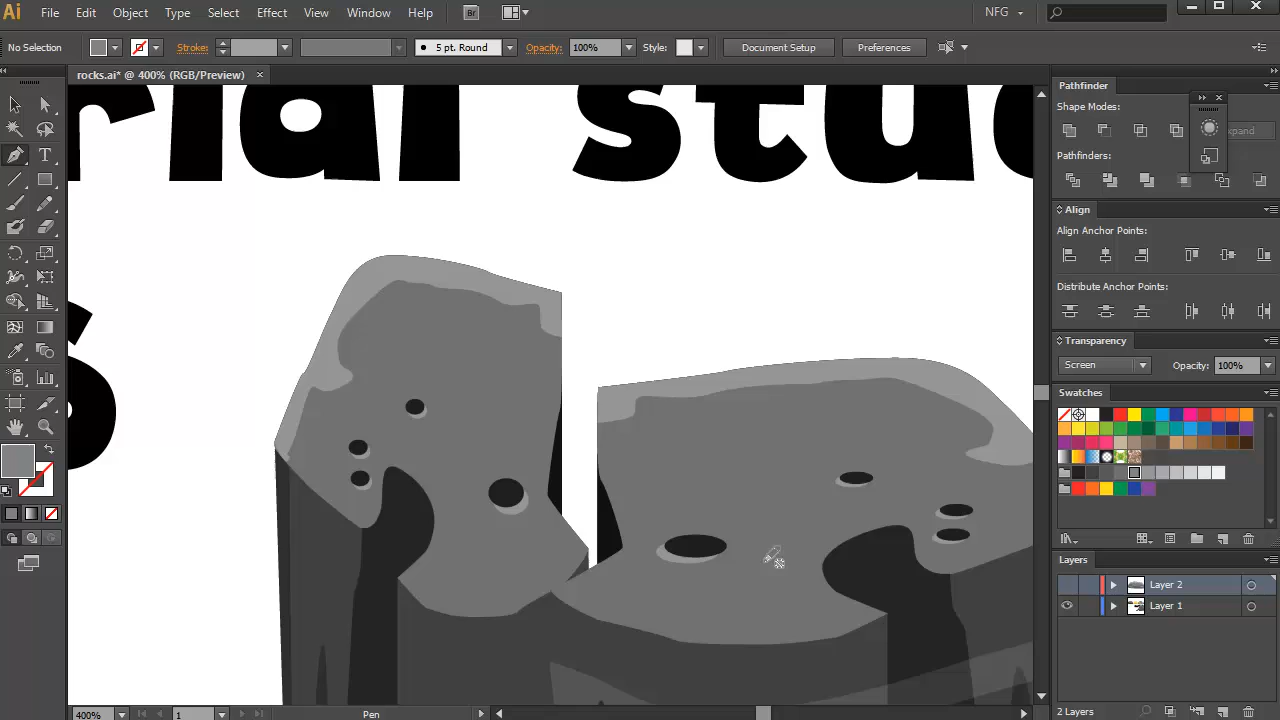 Ai File Edit Object Type Select Effect View Window Help Br NFG
No Selection Stroke: 5 pt. Round Opacity: 100% Style: Document Setup Preferences
rocks.ai* @ 400% (RGB/Preview)
rial stu
s
Pathfinder
Shape Modes:
xpand
Pathfinders:
Align
Align Anchor Points:
Distribute Anchor Points:
Transparency
Screen Opacity: 100%
Swatches
Layers
Layer 2
Layer 1
2 Layers
400% 1 Pen